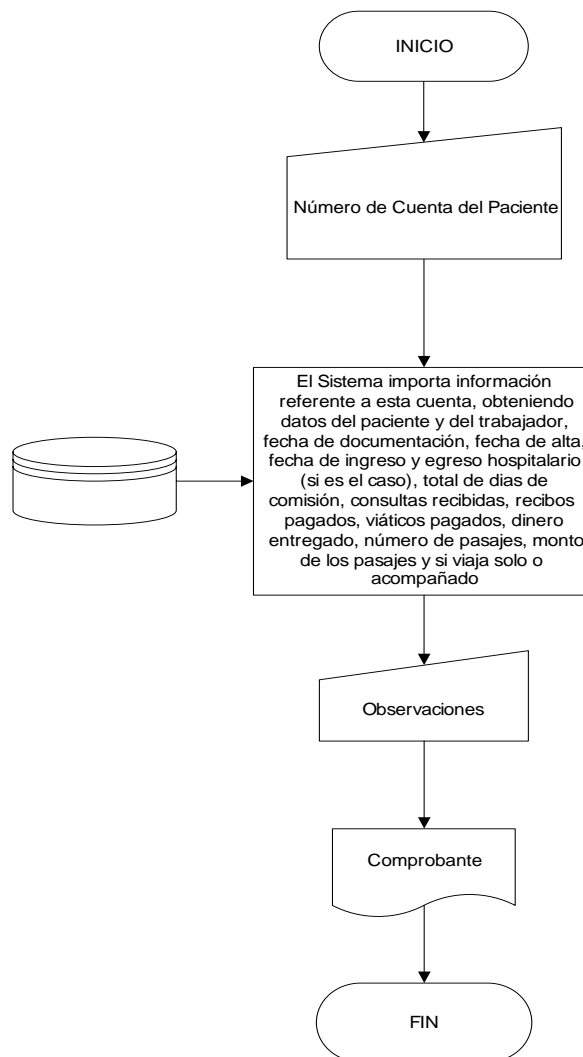 INICIO
Número de Cuenta del Paciente
El Sistema importa información
referente a esta cuenta, obteniendo
datos del paciente y del trabajador,
fecha de documentación, fecha de alta,
fecha de ingreso y egreso hospitalario
(si es el caso), total de dias de
comisión, consultas recibidas, recibos
pagados, viáticos pagados, dinero
entregado, número de pasajes, monto
de los pasajes y si viaja solo o
acompañado
Observaciones
Comprobante
FIN